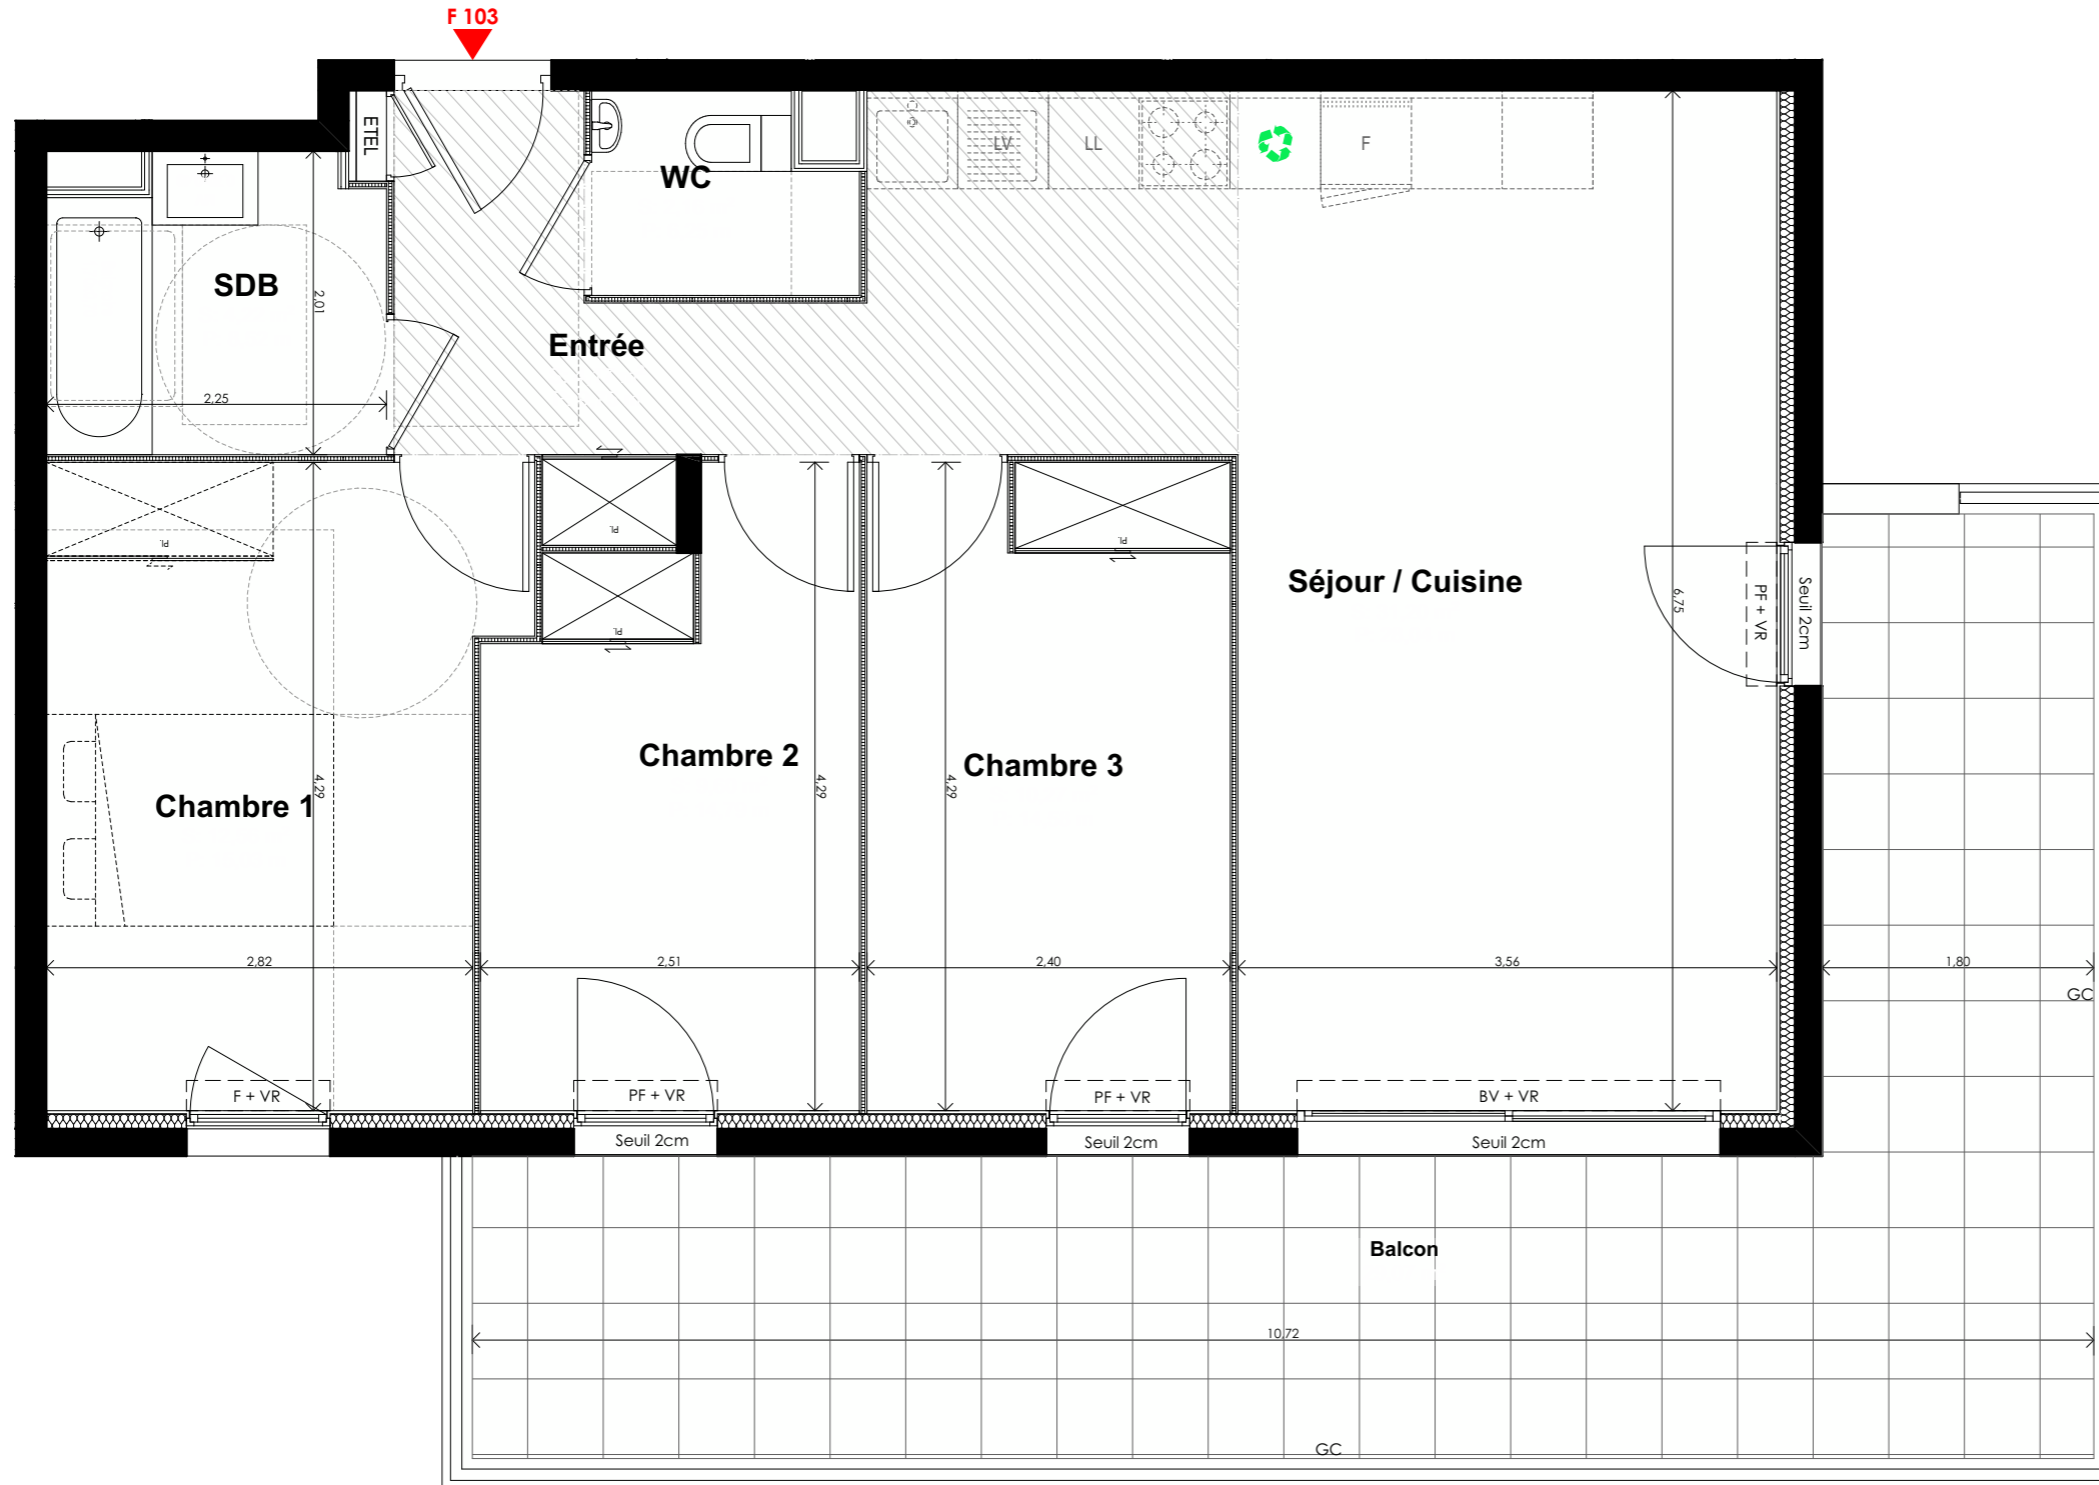 F 103
ETEL
WC
LV
LL
F
SDB
2,01
Entrée
2,25
PL
PL
PL
PL
Séjour / Cuisine
6,75
PF + VR
Seuil 2cm
Chambre 1
4,29
Chambre 2
4,29
4,29
Chambre 3
2,82
2,51
2,40
3,56
1,80
GC
F + VR
PF + VR
PF + VR
BV + VR
Seuil 2cm
Seuil 2cm
Seuil 2cm
Balcon
10,72
GC